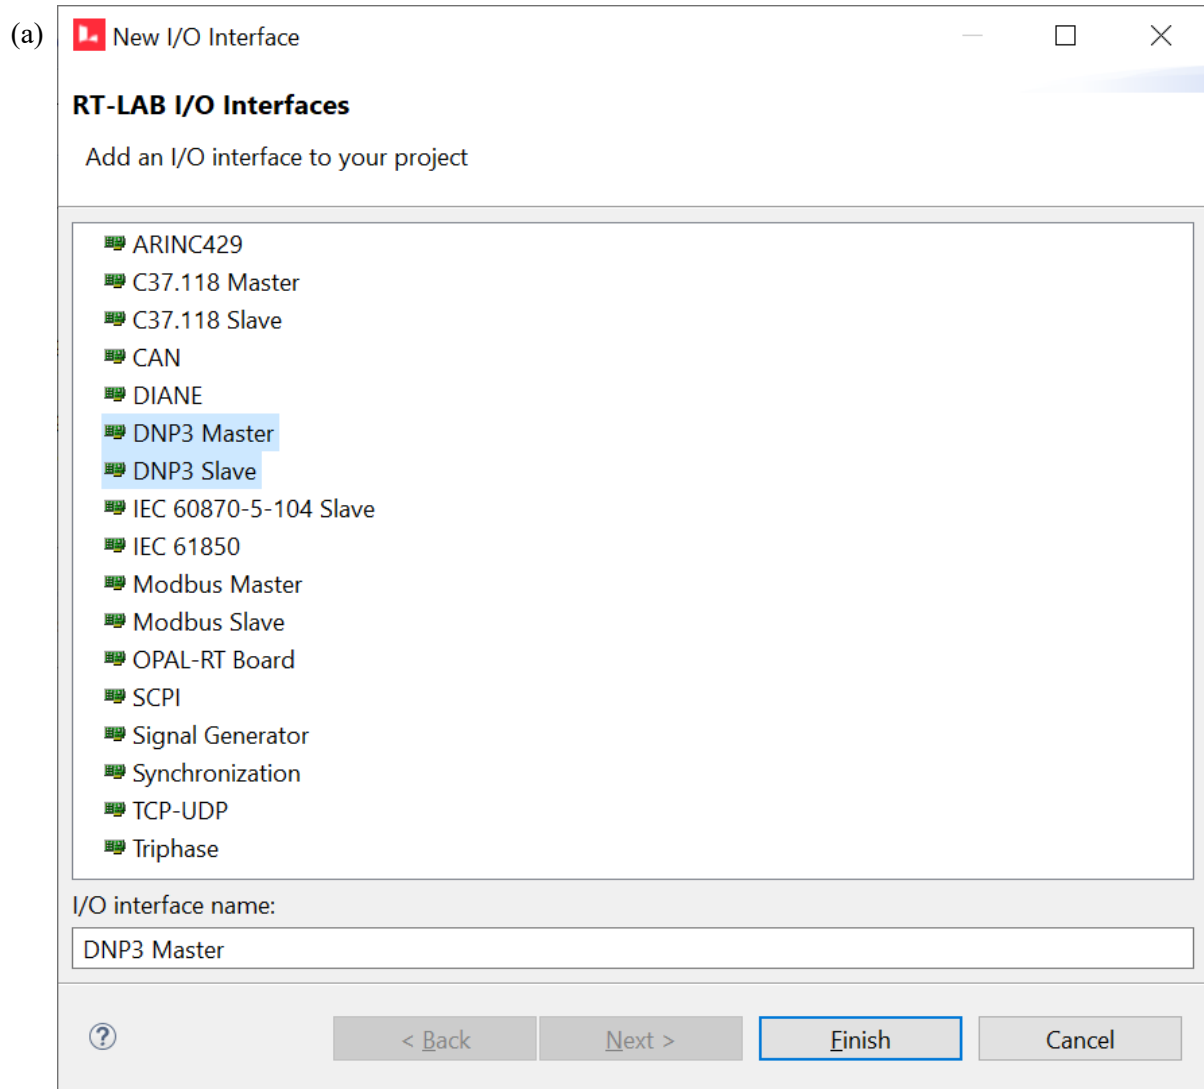 (a)
New I/O Interface
RT-LAB I/O Interfaces
Add an I/O interface to your project
ARINC429
C37.118 Master
C37.118 Slave
CAN
DIANE
DNP3 Master
DNP3 Slave
IEC 60870-5-104 Slave
IEC 61850
Modbus Master
Modbus Slave
OPAL-RT Board
SCPI
Signal Generator
Synchronization
TCP-UDP
Triphase
I/O interface name:
DNP3 Master
? < Back Next > Finish Cancel